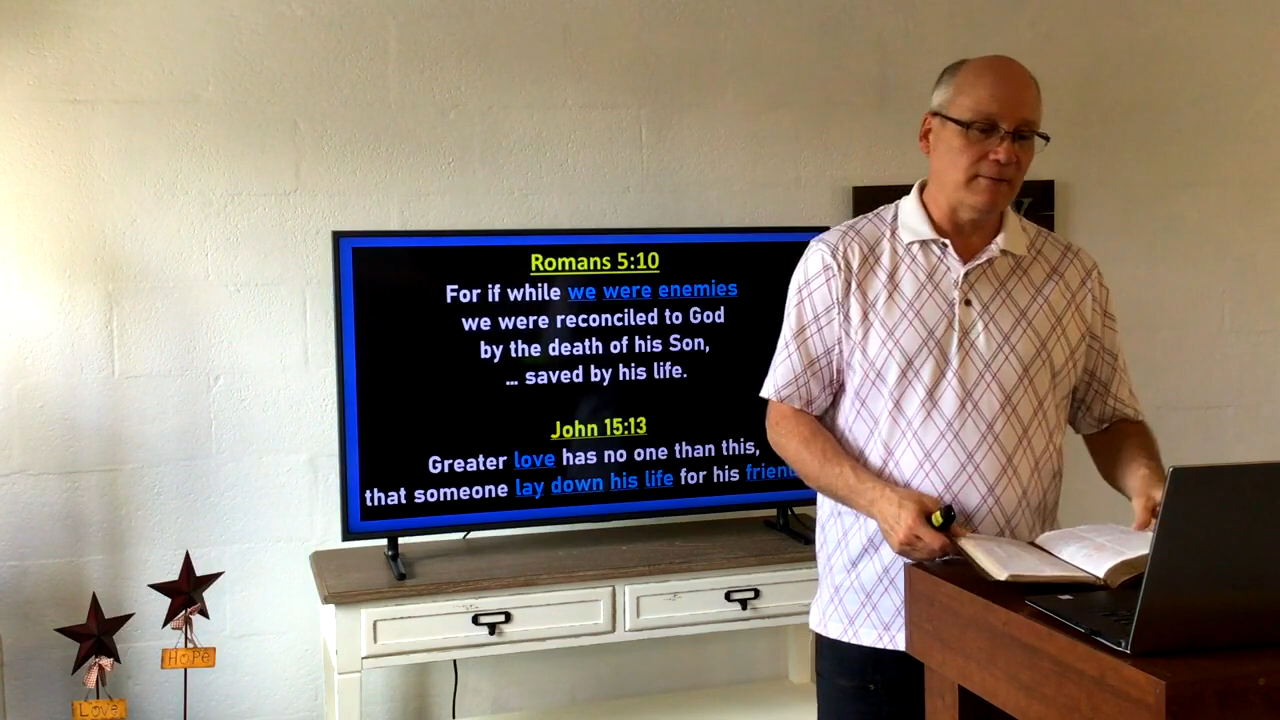 Romans 5:10
For if while we were enemies
we were reconciled to God
by the death of his Son,
... saved by his life.
John 15:13
Greater love has no one than this,
that someone lay down his life for his friend
HOPE
Love